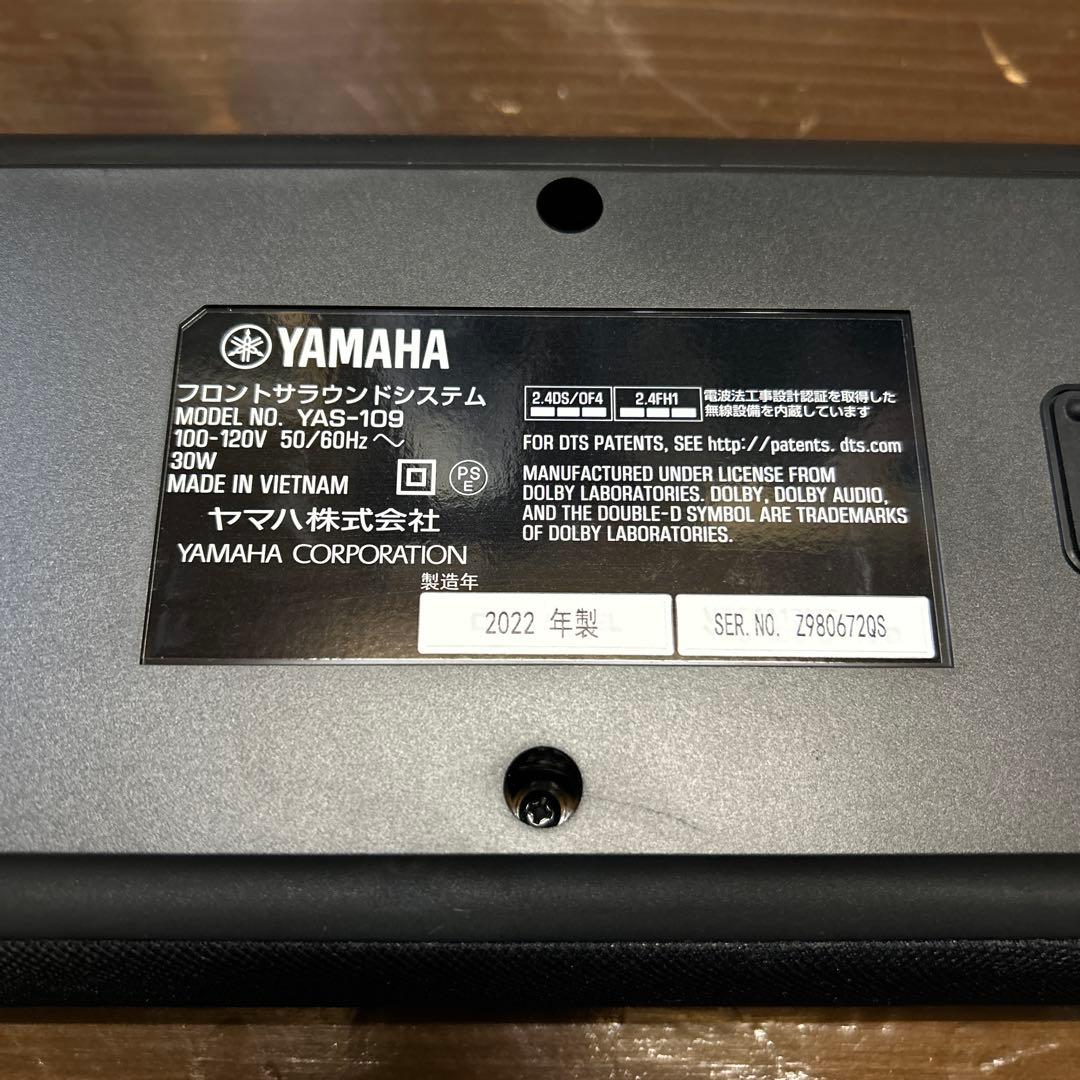 YAMAHA
フロントサラウンドシステム
MODEL NO. YAS-109
100-120V 50/60Hz ～
30W
MADE IN VIETNAM
PS
E
ヤマハ株式会社
YAMAHA CORPORATION
2.4DS/OF4
2.4FH1
電波法工事設計認証を取得した
無線設備を内蔵しています
FOR DTS PATENTS, SEE http://patents.dts.com
MANUFACTURED UNDER LICENSE FROM
DOLBY LABORATORIES. DOLBY, DOLBY AUDIO,
AND THE DOUBLE-D SYMBOL ARE TRADEMARKS
OF DOLBY LABORATORIES.
製造年
2022 年製
SER. NO. Z980672QS